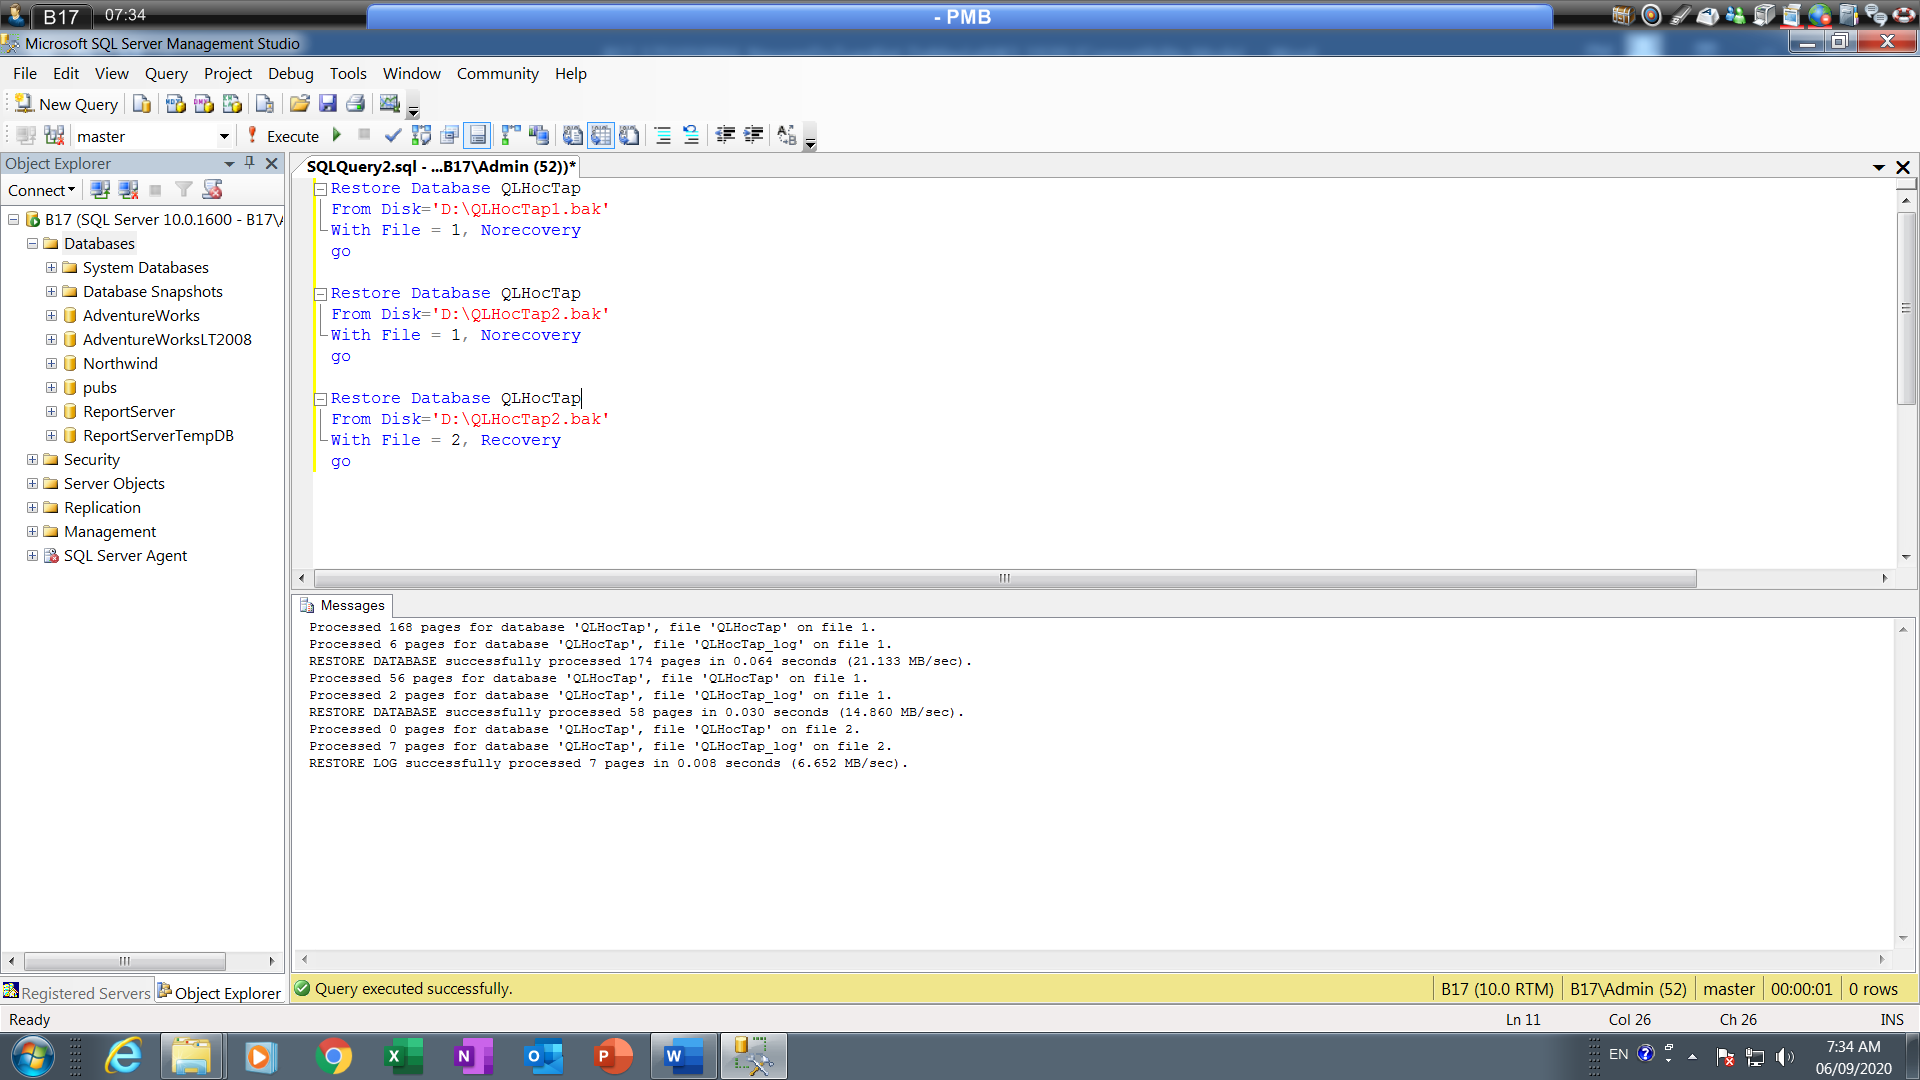 B17 07:34 - PMB
Microsoft SQL Server Management Studio
File Edit View Query Project Debug Tools Window Community Help
New Query
master Execute
Object Explorer
Connect
B17 (SQL Server 10.0.1600 - B17\A
Databases
System Databases
Database Snapshots
AdventureWorks
AdventureWorksLT2008
Northwind
pubs
ReportServer
ReportServerTempDB
Security
Server Objects
Replication
Management
SQL Server Agent
Registered Servers Object Explorer
SQLQuery2.sql - ...B17\Admin (52))*
Restore Database QLHocTap
From Disk='D:\QLHocTap1.bak'
With File = 1, Norecovery
go
Restore Database QLHocTap
From Disk='D:\QLHocTap2.bak'
With File = 1, Norecovery
go
Restore Database QLHocTap
From Disk='D:\QLHocTap2.bak'
With File = 2, Recovery
go
Messages
Processed 168 pages for database 'QLHocTap', file 'QLHocTap' on file 1.
Processed 6 pages for database 'QLHocTap', file 'QLHocTap_log' on file 1.
RESTORE DATABASE successfully processed 174 pages in 0.064 seconds (21.133 MB/sec).
Processed 56 pages for database 'QLHocTap', file 'QLHocTap' on file 1.
Processed 2 pages for database 'QLHocTap', file 'QLHocTap_log' on file 1.
RESTORE DATABASE successfully processed 58 pages in 0.030 seconds (14.860 MB/sec).
Processed 0 pages for database 'QLHocTap', file 'QLHocTap' on file 2.
Processed 7 pages for database 'QLHocTap', file 'QLHocTap_log' on file 2.
RESTORE LOG successfully processed 7 pages in 0.008 seconds (6.652 MB/sec).
Query executed successfully. B17 (10.0 RTM) B17\Admin (52) master 00:00:01 0 rows
Ready Ln 11 Col 26 Ch 26 INS
EN 7:34 AM
06/09/2020